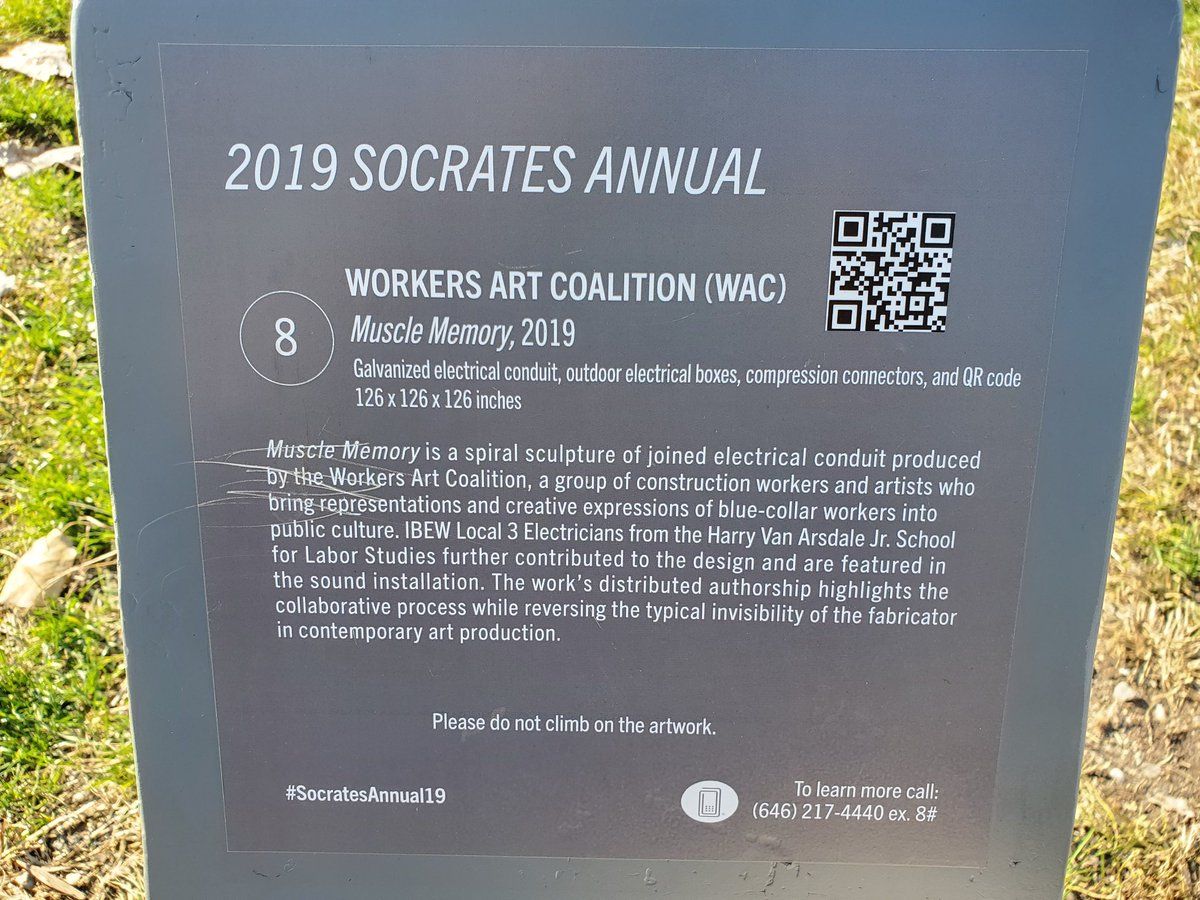 2019 SOCRATES ANNUAL
WORKERS ART COALITION (WAC)
8
Muscle Memory, 2019
Galvanized electrical conduit, outdoor electrical boxes, compression connectors, and QR code
126 x 126 x 126 inches
Muscle Memory is a spiral sculpture of joined electrical conduit produced
by the Workers Art Coalition, a group of construction workers and artists who
bring representations and creative expressions of blue-collar workers into
public culture. IBEW Local 3 Electricians from the Harry Van Arsdale Jr. School
for Labor Studies further contributed to the design and are featured in
the sound installation. The work's distributed authorship highlights the
collaborative process while reversing the typical invisibility of the fabricator
in contemporary art production.
Please do not climb on the artwork.
#SocratesAnnual19
To learn more call:
(646) 217-4440 ex. 8#